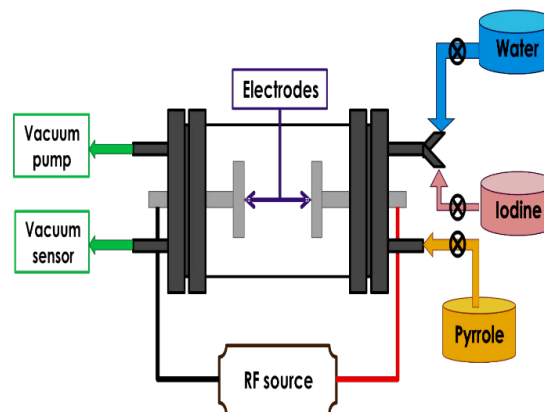 Water
Electrodes
Vacuum
pump
Iodine
Vacuum
sensor
Pyrrole
RF source